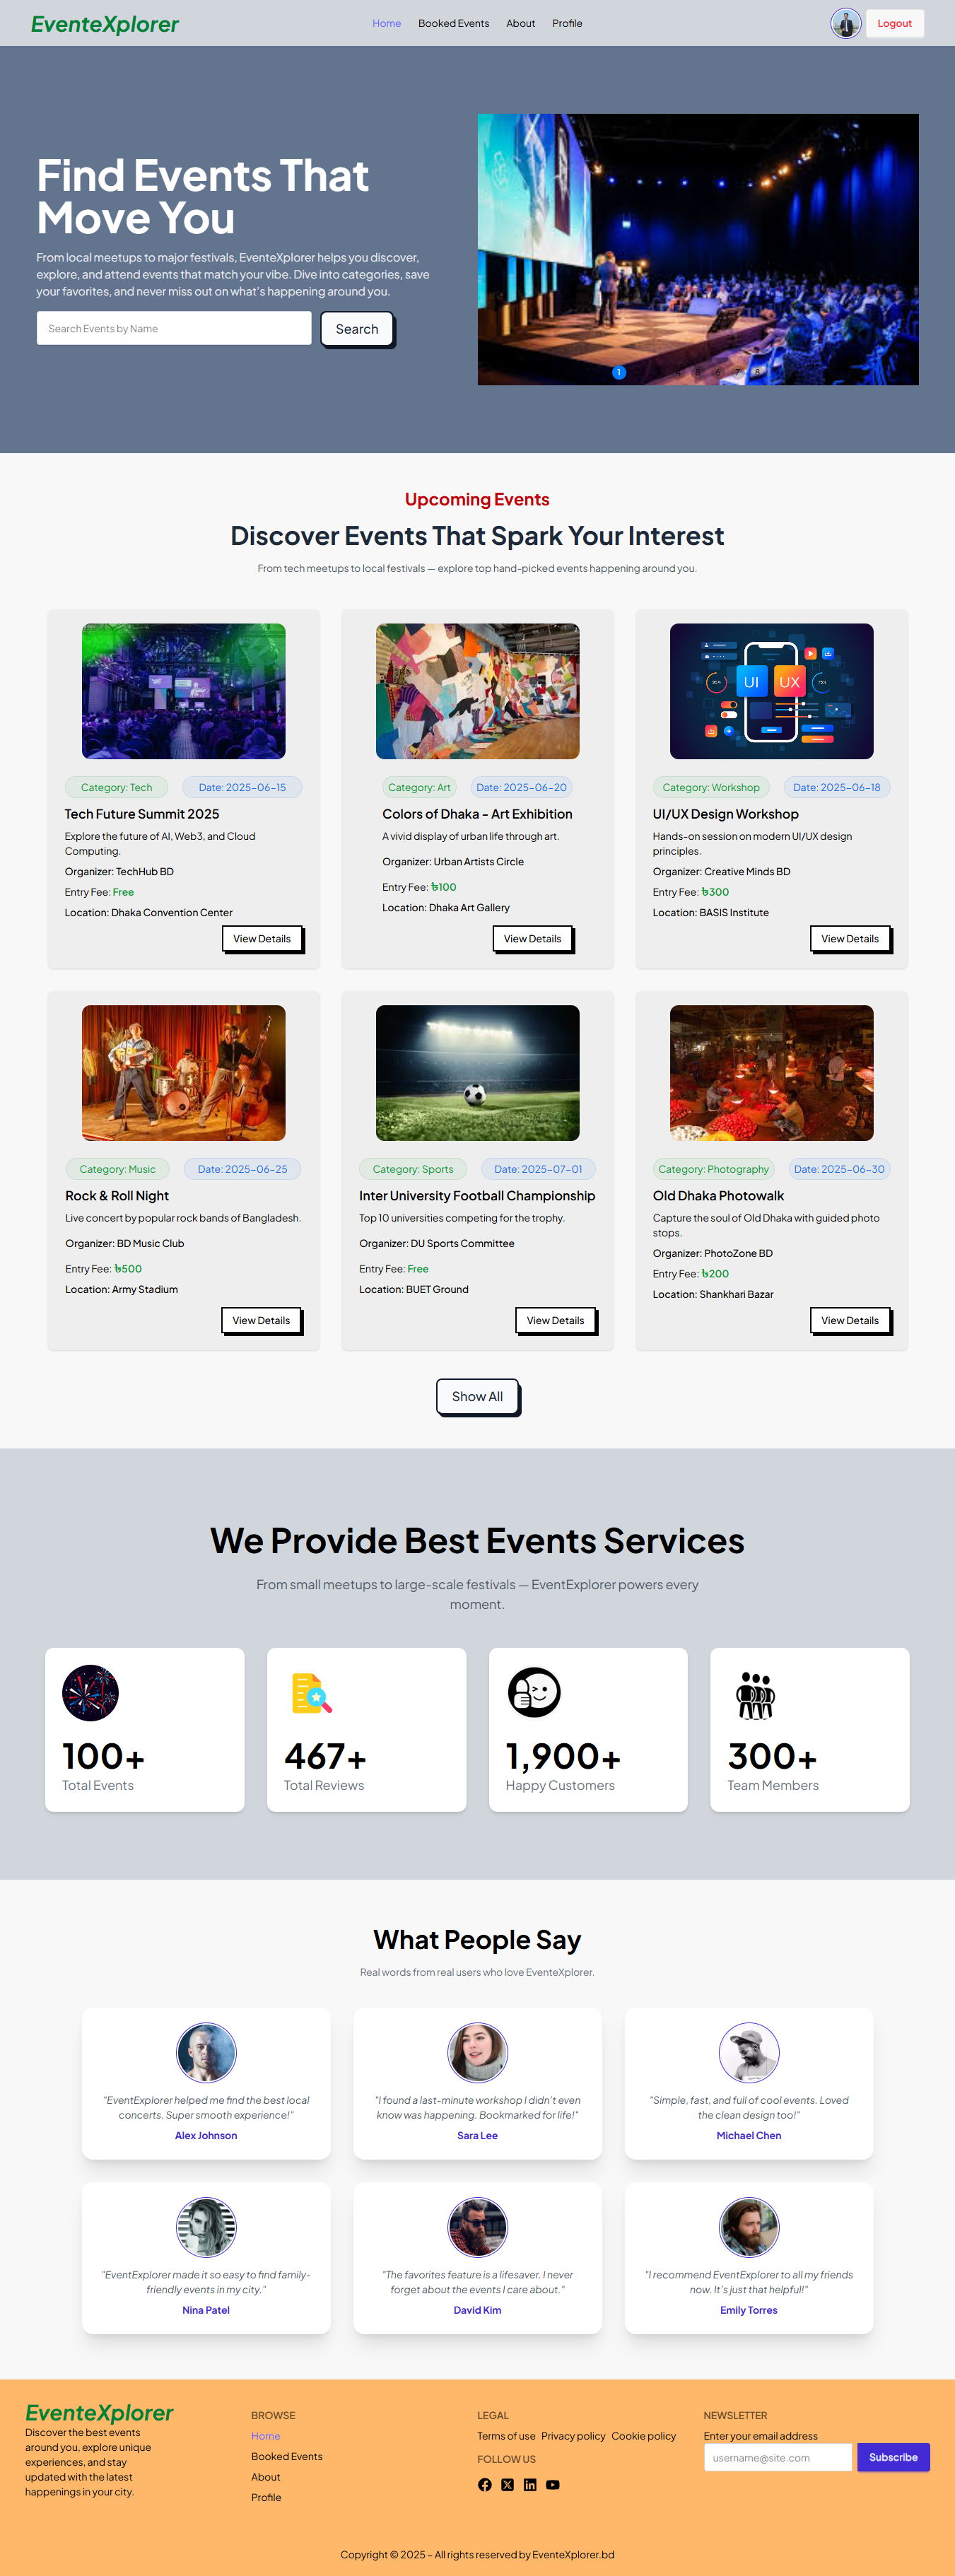 EventeXplorer
Home
Booked Events
About
Profile
Logout
Find Events That
Move You
From local meetups to major festivals, EventeXplorer helps you discover,
explore, and attend events that match your vibe. Dive into categories, save
your favorites, and never miss out on what's happening around you.
Search Events by Name
Search
1
4 5 6 7 8
Upcoming Events
Discover Events That Spark Your Interest
From tech meetups to local festivals — explore top hand-picked events happening around you.
Category: Tech
Date: 2025-06-15
Tech Future Summit 2025
Explore the future of AI, Web3, and Cloud
Computing.
Organizer: TechHub BD
Entry Fee: Free
Location: Dhaka Convention Center
View Details
Category: Art
Date: 2025-06-20
Colors of Dhaka - Art Exhibition
A vivid display of urban life through art.
Organizer: Urban Artists Circle
Entry Fee: ৳100
Location: Dhaka Art Gallery
View Details
UI
UX
Category: Workshop
Date: 2025-06-18
UI/UX Design Workshop
Hands-on session on modern UI/UX design
principles.
Organizer: Creative Minds BD
Entry Fee: ৳300
Location: BASIS Institute
View Details
Category: Music
Date: 2025-06-25
Rock & Roll Night
Live concert by popular rock bands of Bangladesh.
Organizer: BD Music Club
Entry Fee: ৳500
Location: Army Stadium
View Details
Category: Sports
Date: 2025-07-01
Inter University Football Championship
Top 10 universities competing for the trophy.
Organizer: DU Sports Committee
Entry Fee: Free
Location: BUET Ground
View Details
Category: Photography
Date: 2025-06-30
Old Dhaka Photowalk
Capture the soul of Old Dhaka with guided photo
stops.
Organizer: PhotoZone BD
Entry Fee: ৳200
Location: Shankhari Bazar
View Details
Show All
We Provide Best Events Services
From small meetups to large-scale festivals — EventExplorer powers every
moment.
100+
Total Events
467+
Total Reviews
1,900+
Happy Customers
300+
Team Members
What People Say
Real words from real users who love EventeXplorer.
"EventExplorer helped me find the best local
concerts. Super smooth experience!"
Alex Johnson
"I found a last-minute workshop I didn't even
know was happening. Bookmarked for life!"
Sara Lee
"Simple, fast, and full of cool events. Loved
the clean design too!"
Michael Chen
"EventExplorer made it so easy to find family-
friendly events in my city."
Nina Patel
"The favorites feature is a lifesaver. I never
forget about the events I care about."
David Kim
"I recommend EventExplorer to all my friends
now. It's just that helpful!"
Emily Torres
EventeXplorer
Discover the best events
around you, explore unique
experiences, and stay
updated with the latest
happenings in your city.
BROWSE
Home
Booked Events
About
Profile
LEGAL
Terms of use Privacy policy Cookie policy
FOLLOW US
NEWSLETTER
Enter your email address
username@site.com
Subscribe
Copyright © 2025 - All rights reserved by EventeXplorer.bd